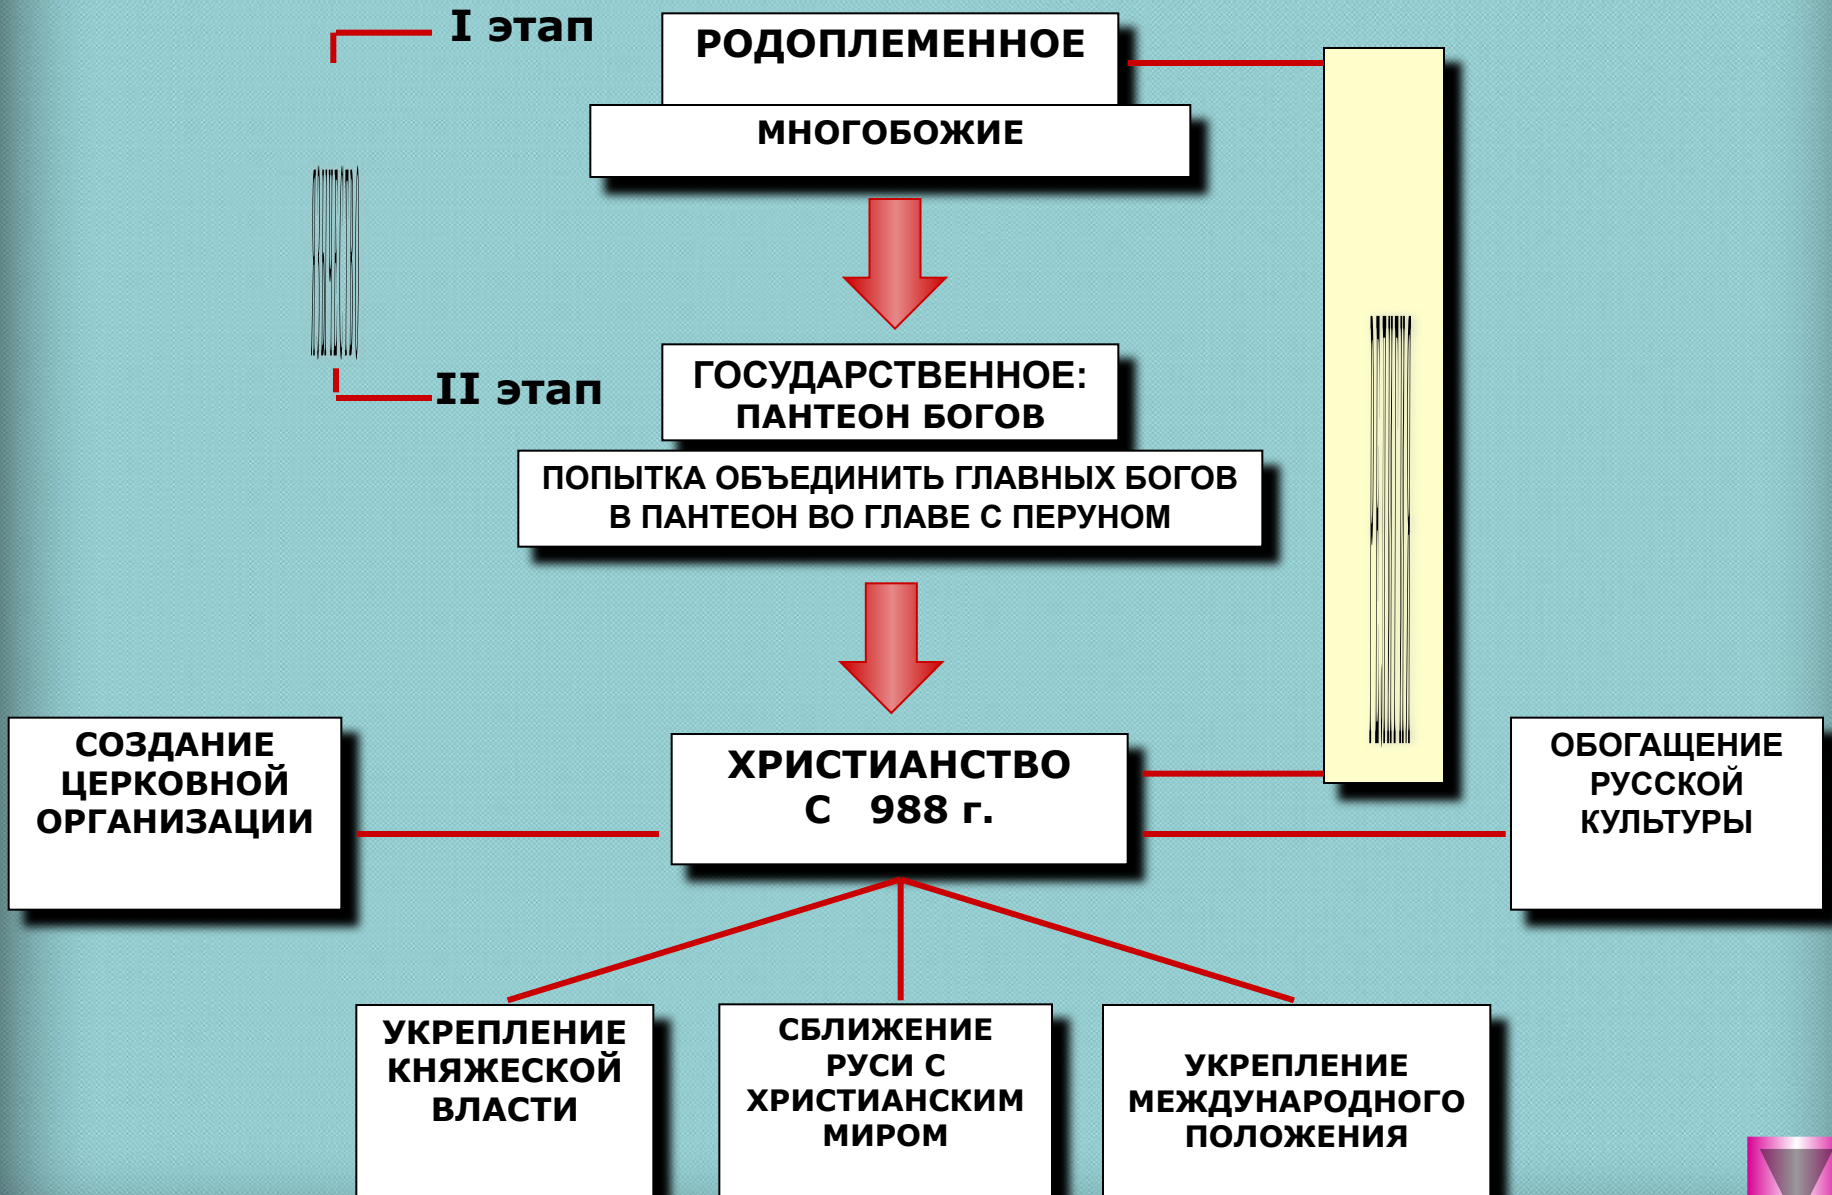 I этап
РОДОПЛЕМЕННОЕ
МНОГОБОЖИЕ
II этап
ГОСУДАРСТВЕННОЕ:
ПАНТЕОН БОГОВ
ПОПЫТКА ОБЪЕДИНИТЬ ГЛАВНЫХ БОГОВ
В ПАНТЕОН ВО ГЛАВЕ С ПЕРУНОМ
СОЗДАНИЕ
ЦЕРКОВНОЙ
ОРГАНИЗАЦИИ
ХРИСТИАНСТВО
С 988 г.
ОБОГАЩЕНИЕ
РУССКОЙ
КУЛЬТУРЫ
УКРЕПЛЕНИЕ
КНЯЖЕСКОЙ
ВЛАСТИ
СБЛИЖЕНИЕ
РУСИ С
ХРИСТИАНСКИМ
МИРОМ
УКРЕПЛЕНИЕ
МЕЖДУНАРОДНОГО
ПОЛОЖЕНИЯ